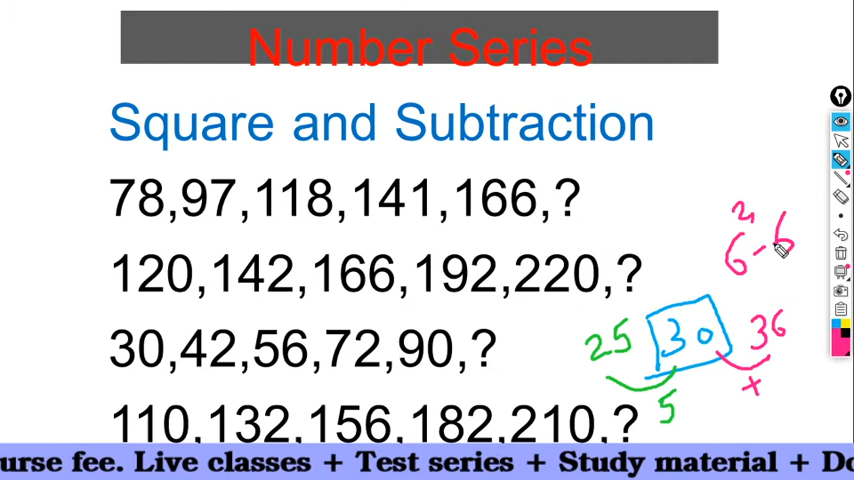 Number Series
Square and Subtraction
78,97,118,141,166,?
120,142,166,192,220,?
30,42,56,72,90,?
110,132,156,182,210,?
6² - 6
25 30 36
5 +
urse fee. Live classes + Test series + Study material + Do